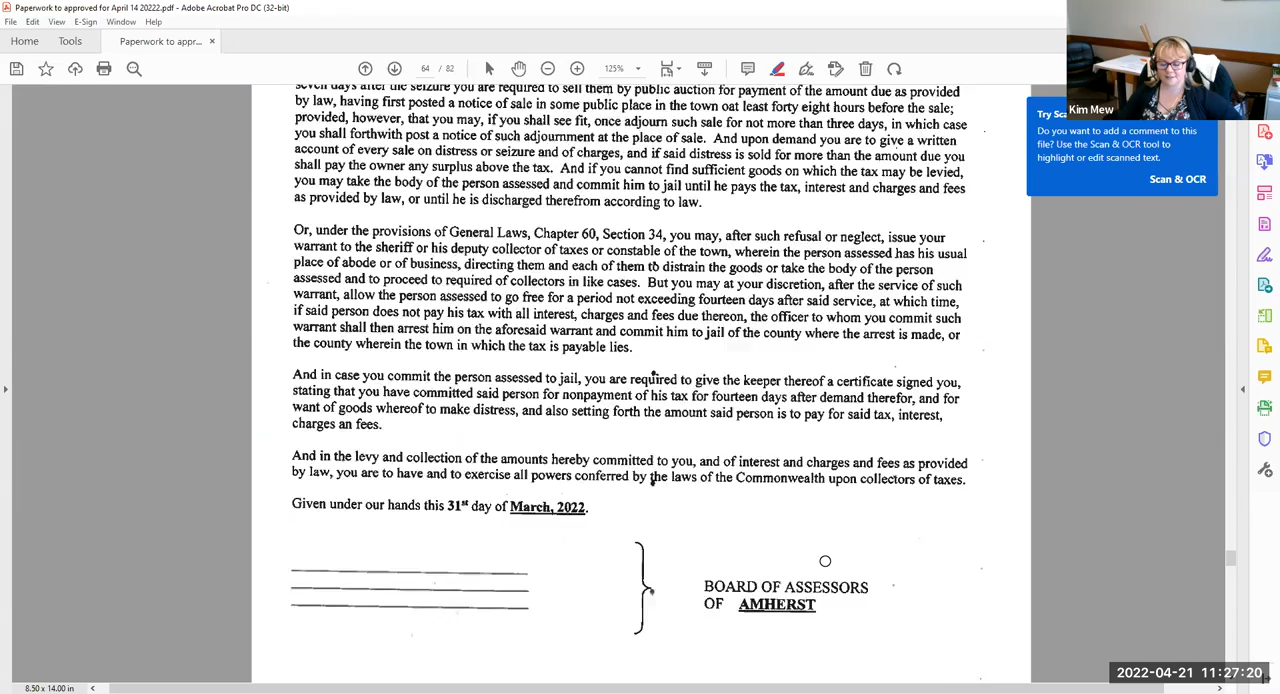 Paperwork to approved for April 14 20222.pdf - Adobe Acrobat Pro DC (32-bit)
File Edit View E-Sign Window Help
Home Tools Paperwork to appr... ×
64 / 82 125%
Kim Mew
Try Sca
Do you want to add a comment to this
file? Use the Scan & OCR tool to
highlight or edit scanned text.
Scan & OCR
seven days after the seizure you are required to sell them by public auction for payment of the amount due as provided
by law, having first posted a notice of sale in some public place in the town oat least forty eight hours before the sale;
provided, however, that you may, if you shall see fit, once adjourn such sale for not more than three days, in which case
you shall forthwith post a notice of such adjournment at the place of sale. And upon demand you are to give a written
account of every sale on distress or seizure and of charges, and if said distress is sold for more than the amount due you
shall pay the owner any surplus above the tax. And if you cannot find sufficient goods on which the tax may be levied,
you may take the body of the person assessed and commit him to jail until he pays the tax, interest and charges and fees
as provided by law, or until he is discharged therefrom according to law.
Or, under the provisions of General Laws, Chapter 60, Section 34, you may, after such refusal or neglect, issue your
warrant to the sheriff or his deputy collector of taxes or constable of the town, wherein the person assessed has his usual
place of abode or of business, directing them and each of them to distrain the goods or take the body of the person
assessed and to proceed to required of collectors in like cases. But you may at your discretion, after the service of such
warrant, allow the person assessed to go free for a period not exceeding fourteen days after said service, at which time,
if said person does not pay his tax with all interest, charges and fees due thereon, the officer to whom you commit such
warrant shall then arrest him on the aforesaid warrant and commit him to jail of the county where the arrest is made, or
the county wherein the town in which the tax is payable lies.
And in case you commit the person assessed to jail, you are required to give the keeper thereof a certificate signed you,
stating that you have committed said person for nonpayment of his tax for fourteen days after demand therefor, and for
want of goods whereof to make distress, and also setting forth the amount said person is to pay for said tax, interest,
charges an fees.
And in the levy and collection of the amounts hereby committed to you, and of interest and charges and fees as provided
by law, you are to have and to exercise all powers conferred by the laws of the Commonwealth upon collectors of taxes.
Given under our hands this 31st day of March, 2022.
BOARD OF ASSESSORS
OF AMHERST
8.50 x 14.00 in
2022-04-21 11:27:20